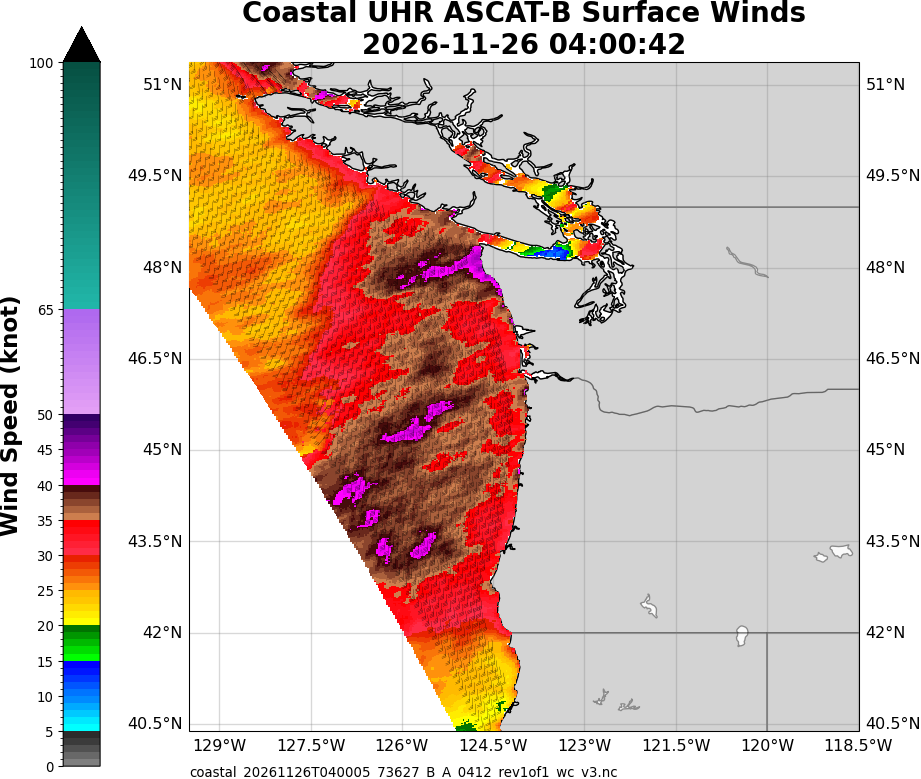 Coastal UHR ASCAT-B Surface Winds
2026-11-26 04:00:42
Wind Speed (knot)
100
65
50
45
40
35
30
25
20
15
10
5
0
51°N
49.5°N
48°N
46.5°N
45°N
43.5°N
42°N
40.5°N
51°N
49.5°N
48°N
46.5°N
45°N
43.5°N
42°N
40.5°N
129°W 127.5°W 126°W 124.5°W 123°W 121.5°W 120°W 118.5°W
coastal_20261126T040005_73627_B_A_0412_rev1of1_wc_v3.nc